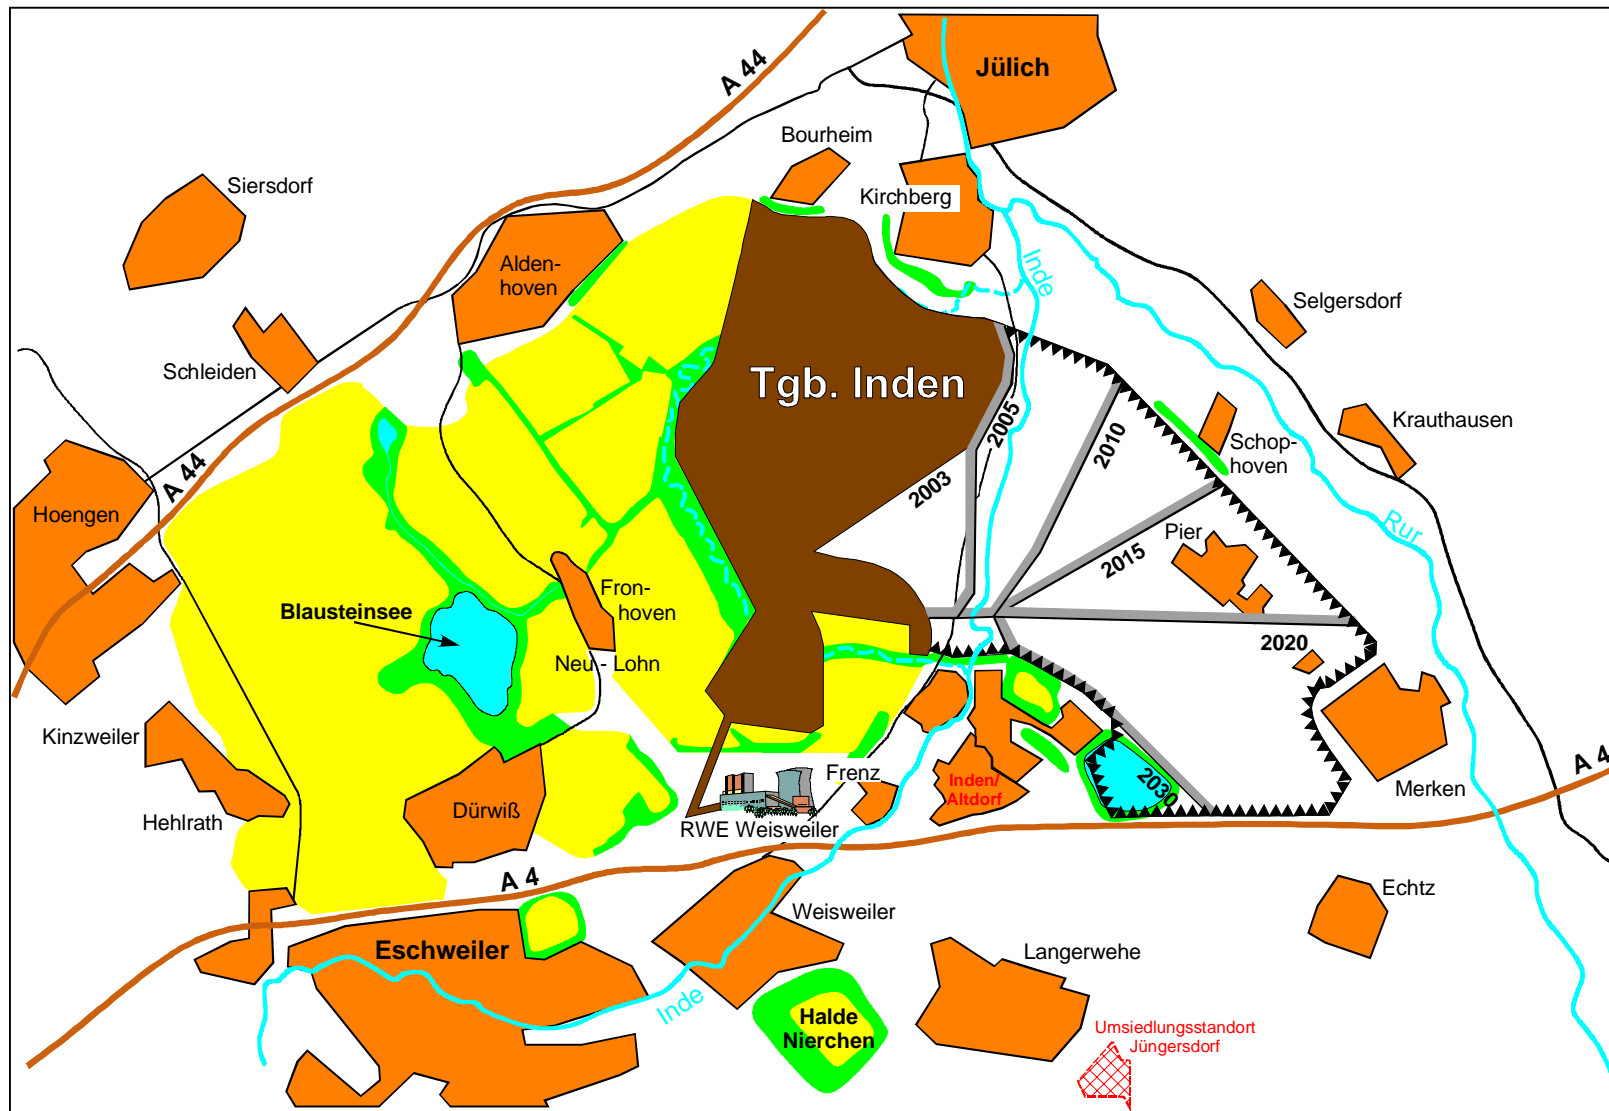 Jülich
A 44
Bourheim
Siersdorf
Kirchberg
Inde
Alden-
hoven
Selgersdorf
Schleiden
Tgb. Inden
2005
2010
Krauthausen
Schop-
hoven
A 44
2003
Hoengen
Rur
Pier
2015
Fron-
hoven
Blausteinsee
2020
Neu - Lohn
Kinzweiler
Frenz
Inden/
Altdorf
2030
A 4
Merken
Hehlrath
Dürwiß
RWE Weisweiler
A 4
Echtz
Weisweiler
Eschweiler
Langerwehe
Inde
Halde
Nierchen
Umsiedlungsstandort
Jüngersdorf